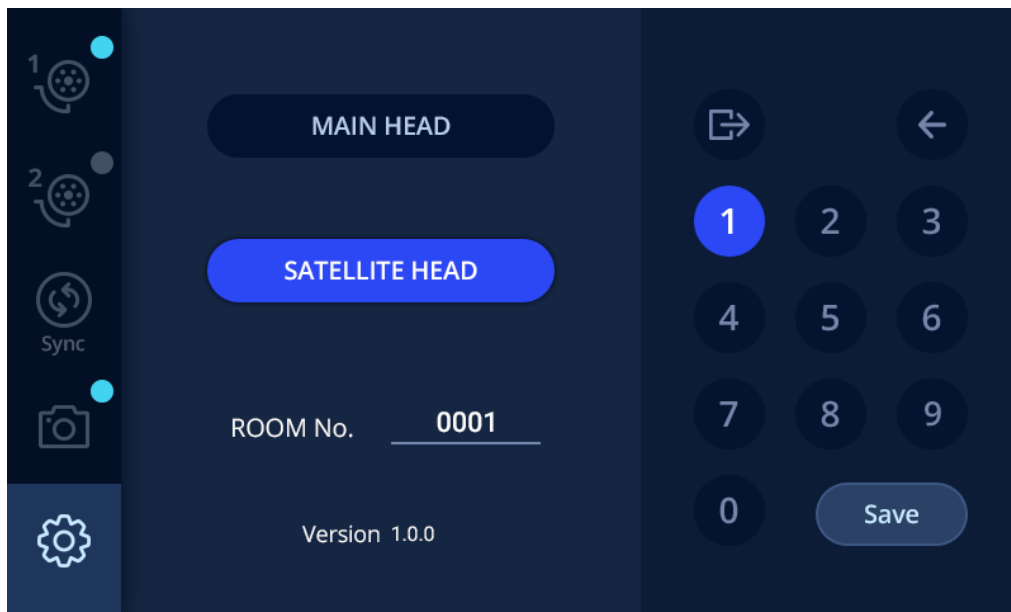 1
2
Sync
MAIN HEAD
SATELLITE HEAD
ROOM No. 0001
Version 1.0.0
1 2 3
4 5 6
7 8 9
0 Save